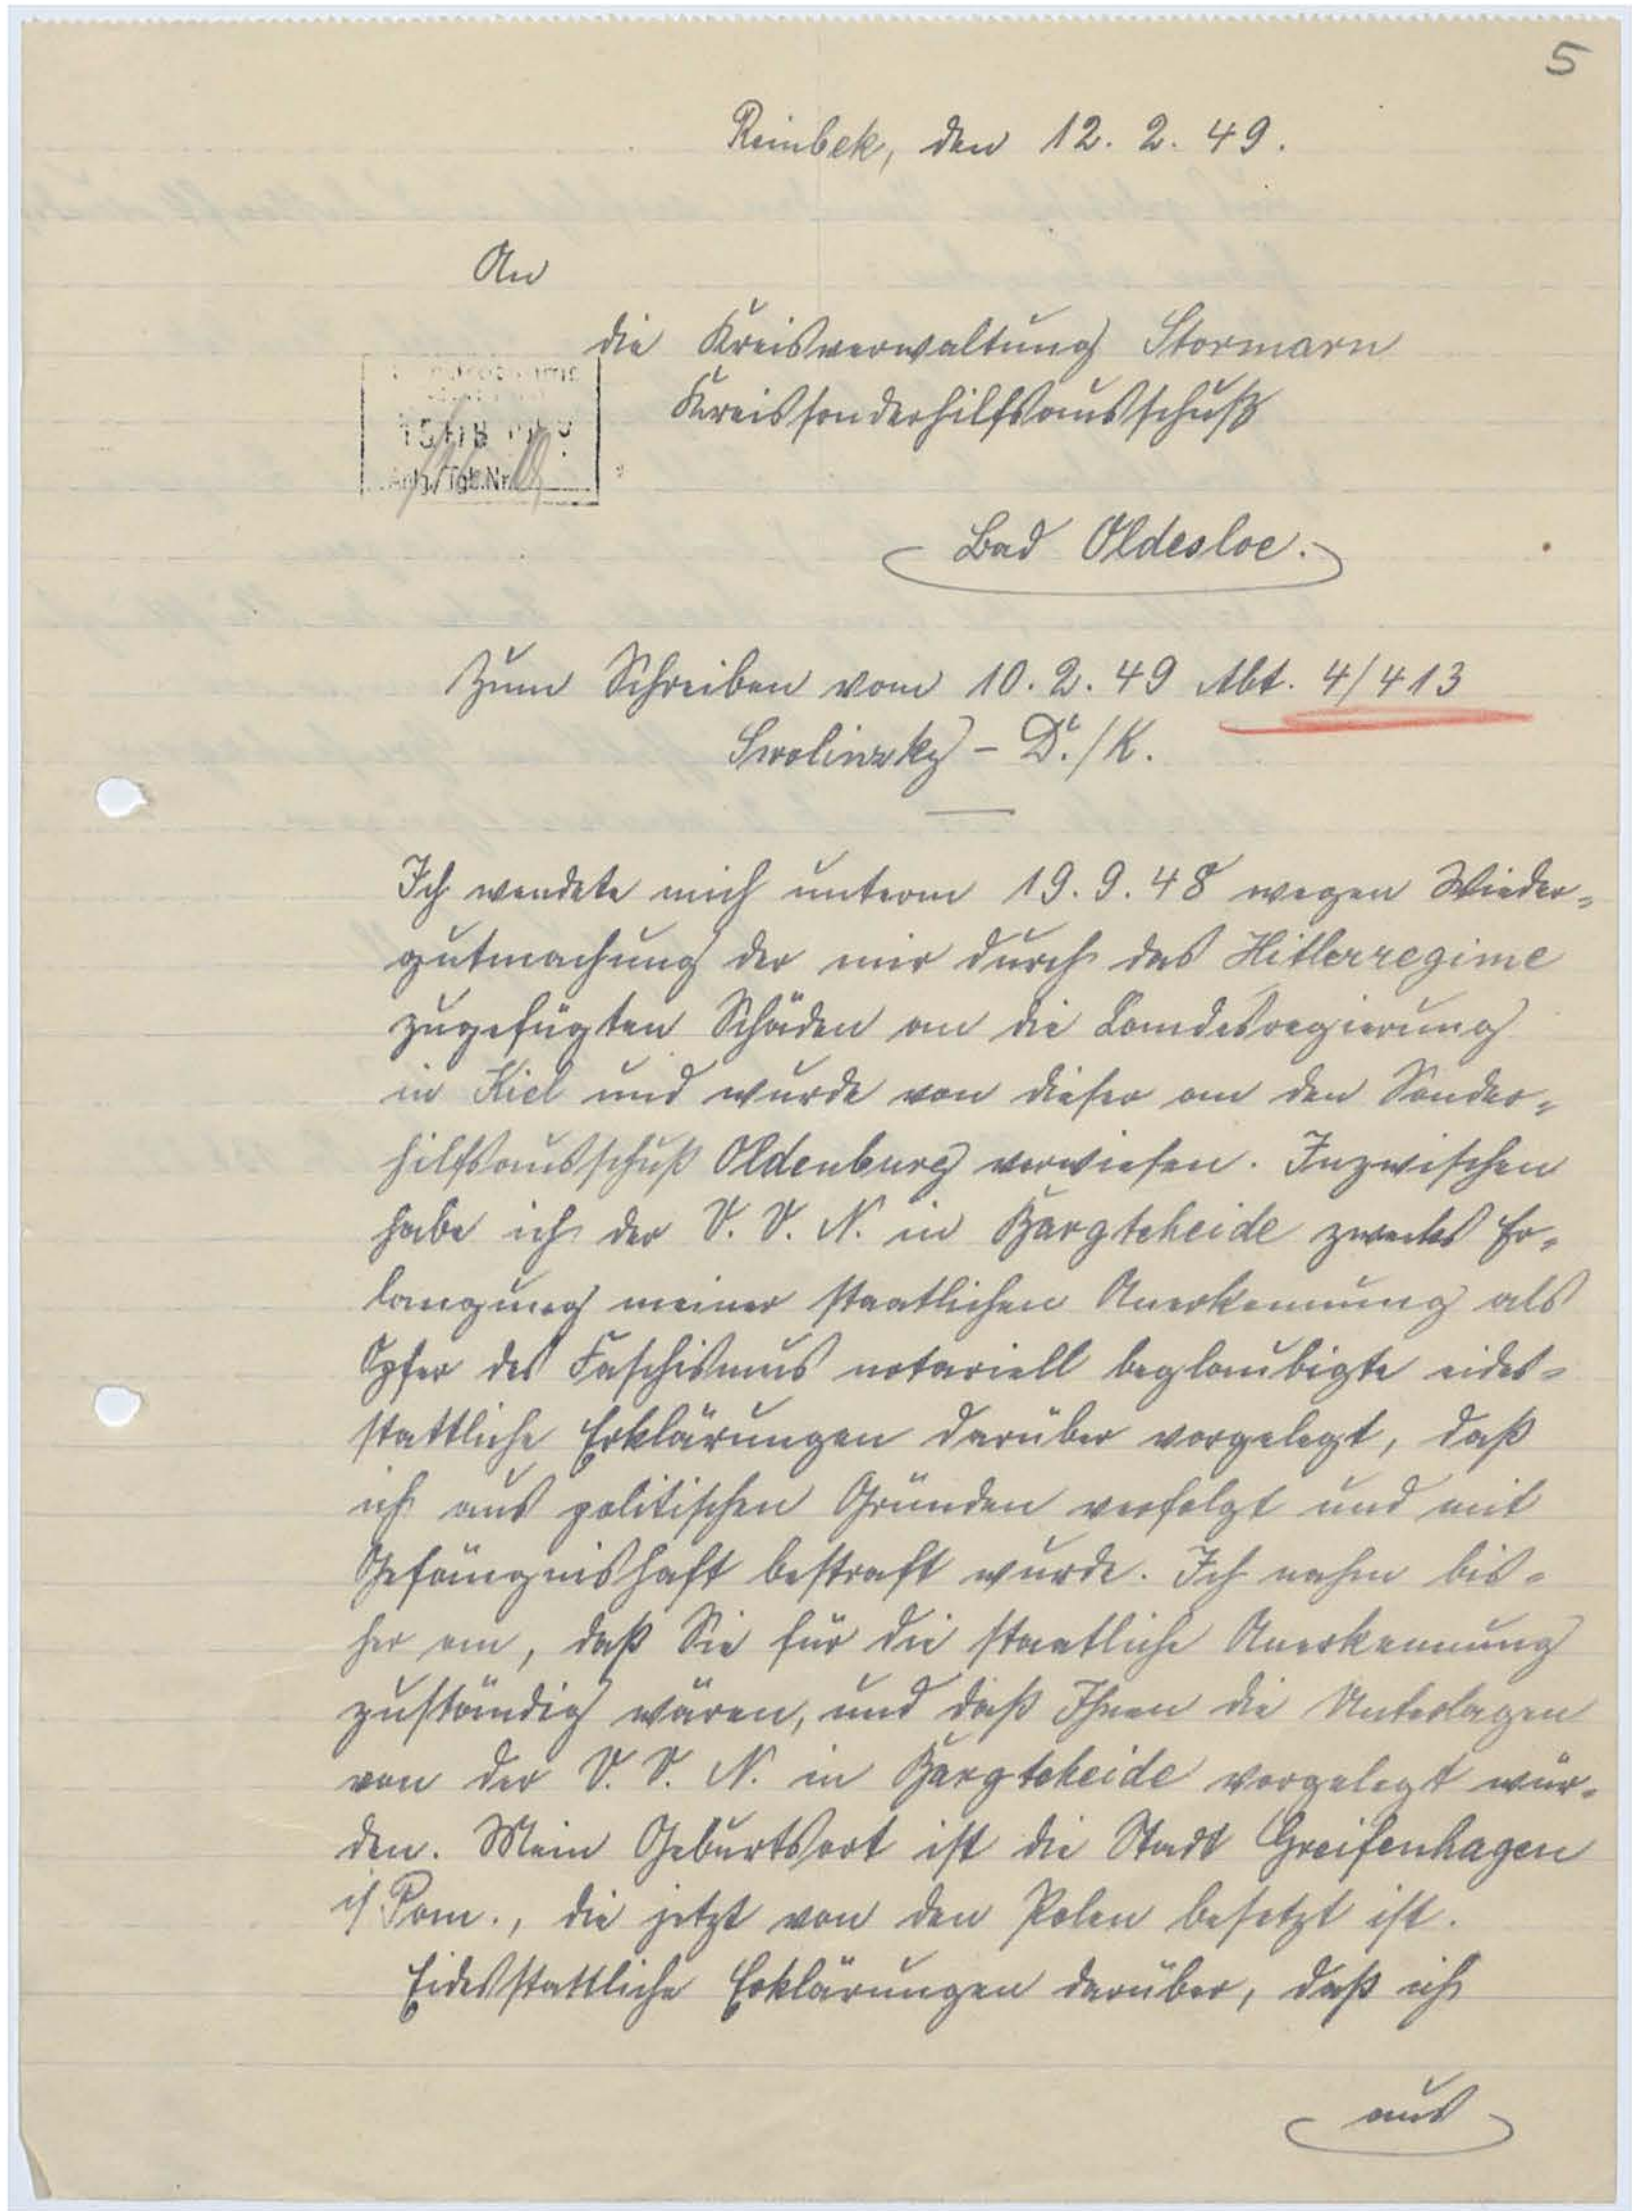 5
Reinbek, den 12. 2. 49.
An
die Kreisverwaltung Stormarn
Kreissonderhilfsausschuß
15. FEB.
Tgb.Nr.
Bad Oldesloe.
Zum Schreiben vom 10. 2. 49 Abt. 4/413
– Dr./K.
Ich wendete mich unterm 19. 9. 48 wegen Wieder-
gutmachung der mir durch das Hitlerregime
zugefügten Schäden an die Landesregierung
in Kiel und wurde von dieser an den Sonder-
hilfsausschuß Oldenburg verwiesen. Inzwischen
habe ich der V. V. N. in Bargteheide zwecks Er-
langung meiner staatlichen Anerkennung als
Opfer des Faschismus notariell beglaubigte eides-
stattliche Erklärungen darüber vorgelegt, daß
ich aus politischen Gründen verfolgt und mit
Gefängnishaft bestraft wurde. Ich nahm bis-
her an, daß Sie für die staatliche Anerkennung
zuständig wären, und daß Ihnen die Unterlagen
von der V. V. N. in Bargteheide vorgelegt wür-
den. Mein Geburtsort ist die Stadt Greifenhagen
i/ Pom., die jetzt von den Polen besetzt ist.
Eidesstattliche Erklärungen darüber, daß ich
aus